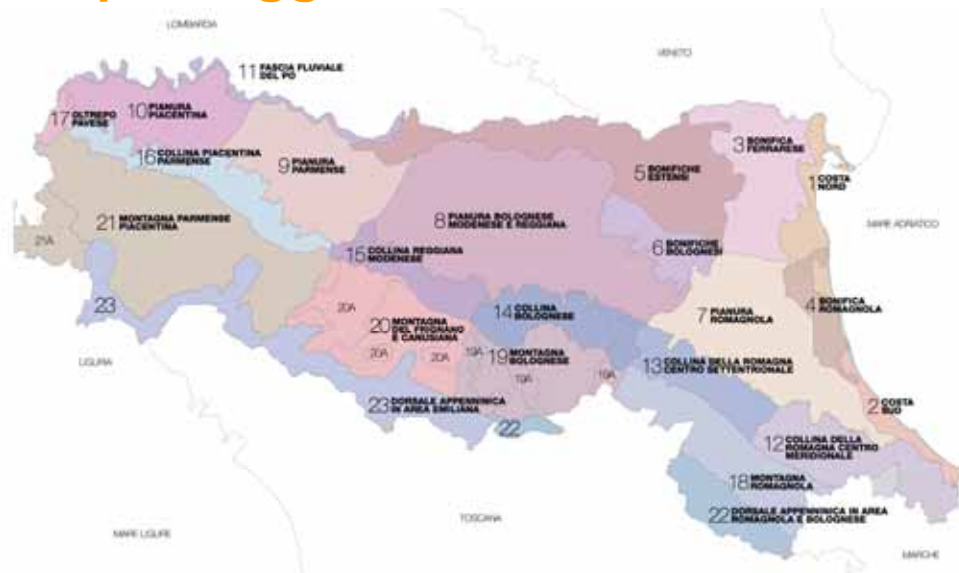 LOMBARDIA
VENETO
11 FASCIA FLUVIALE
DEL PO
10 PIANURA
PIACENTINA
17 OLTREPO
PAVESE
3 BONIFICA
FERRARESE
16 COLLINA PIACENTINA
PARMENSE
9 PIANURA
PARMENSE
5 BONIFICHE
ESTENSI
1 COSTA
NORD
21 MONTAGNA PARMENSE
PIACENTINA
8 PIANURA BOLOGNESE
MODENESE E REGGIANA
MARE ADRIATICO
21A
15 COLLINA REGGIANA
MODENESE
6 BONIFICHE
BOLOGNESI
23
20A
14 COLLINA
BOLOGNESE
7 PIANURA
ROMAGNOLA
4 BONIFICA
ROMAGNOLA
20 MONTAGNA
DEL FRIGNANO
E CANUSIANA
20A
20A
19A
19 MONTAGNA
BOLOGNESE
19A
19A
LIGURIA
13 COLLINA DELLA ROMAGNA
CENTRO SETTENTRIONALE
23 DORSALE APPENNINICA
IN AREA EMILIANA
22
2 COSTA
SUD
12 COLLINA DELLA
ROMAGNA CENTRO
MERIDIONALE
18 MONTAGNA
ROMAGNOLA
22 DORSALE APPENNINICA IN AREA
ROMAGNOLA E BOLOGNESE
MARE LIGURE
TOSCANA
MARCHE